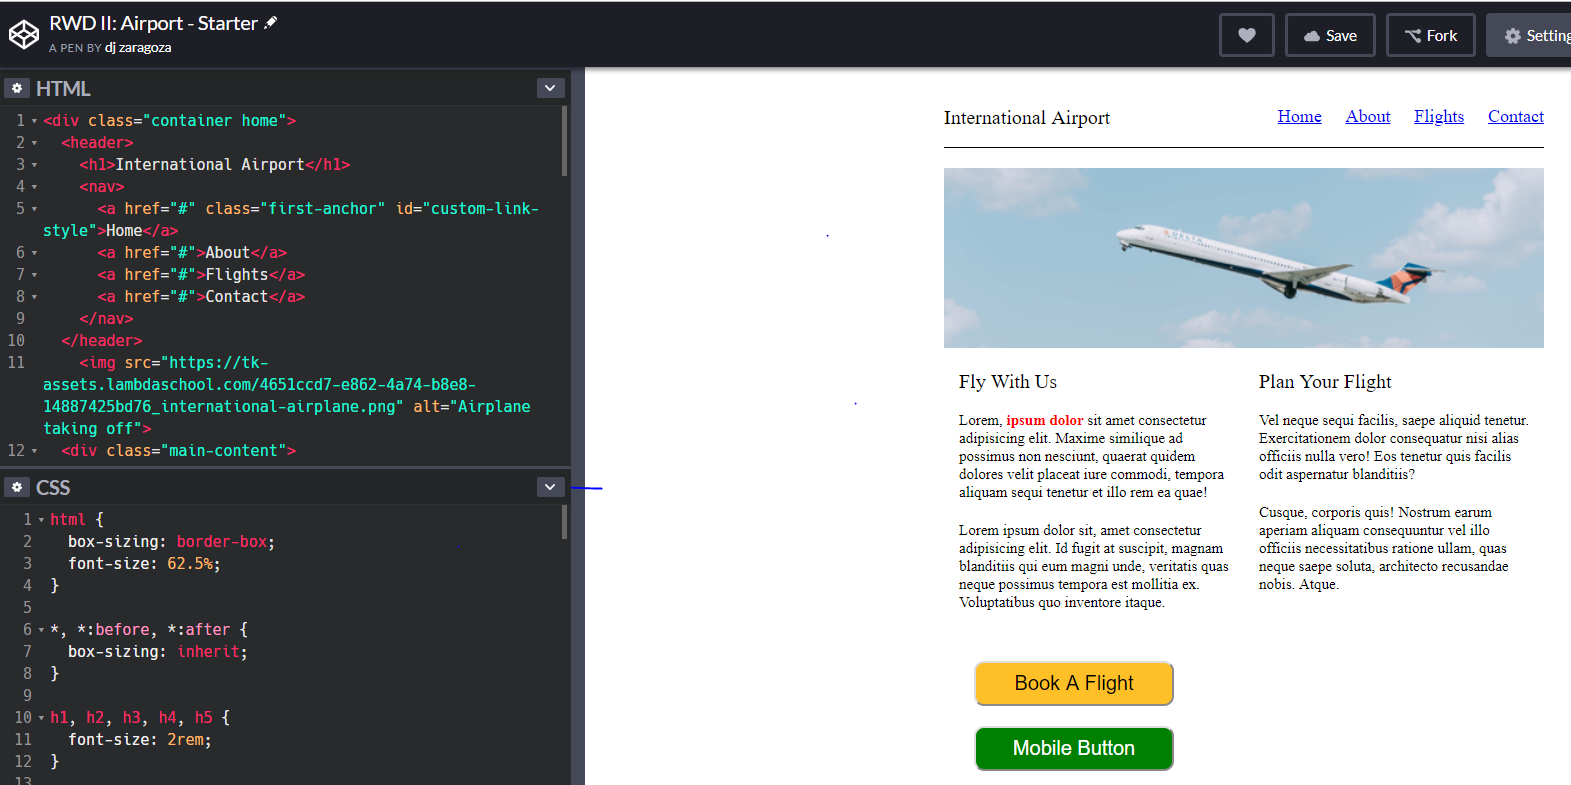 RWD II: Airport - Starter
A PEN BY dj zaragoza
Save
Fork
Setting
HTML
1 <div class="container home">
2 <header>
3 <h1>International Airport</h1>
4 <nav>
5 <a href="#" class="first-anchor" id="custom-link-
style">Home</a>
6 <a href="#">About</a>
7 <a href="#">Flights</a>
8 <a href="#">Contact</a>
9 </nav>
10 </header>
11 <img src="https://tk-
assets.lambdaschool.com/4651ccd7-e862-4a74-b8e8-
14887425bd76_international-airplane.png" alt="Airplane
taking off">
12 <div class="main-content">
CSS
1 html {
2 box-sizing: border-box;
3 font-size: 62.5%;
4 }
5
6 *, *:before, *:after {
7 box-sizing: inherit;
8 }
9
10 h1, h2, h3, h4, h5 {
11 font-size: 2rem;
12 }
13
International Airport
Home About Flights Contact
DELTA
Fly With Us
Lorem, ipsum dolor sit amet consectetur
adipisicing elit. Maxime similique ad
possimus non nesciunt, quaerat quidem
dolores velit placeat iure commodi, tempora
aliquam sequi tenetur et illo rem ea quae!
Lorem ipsum dolor sit, amet consectetur
adipisicing elit. Id fugit at suscipit, magnam
blanditiis qui eum magni unde, veritatis quas
neque possimus tempora est mollitia ex.
Voluptatibus quo inventore itaque.
Plan Your Flight
Vel neque sequi facilis, saepe aliquid tenetur.
Exercitationem dolor consequatur nisi alias
officiis nulla vero! Eos tenetur quis facilis
odit aspernatur blanditiis?
Cusque, corporis quis! Nostrum earum
aperiam aliquam consequuntur vel illo
officiis necessitatibus ratione ullam, quas
neque saepe soluta, architecto recusandae
nobis. Atque.
Book A Flight
Mobile Button